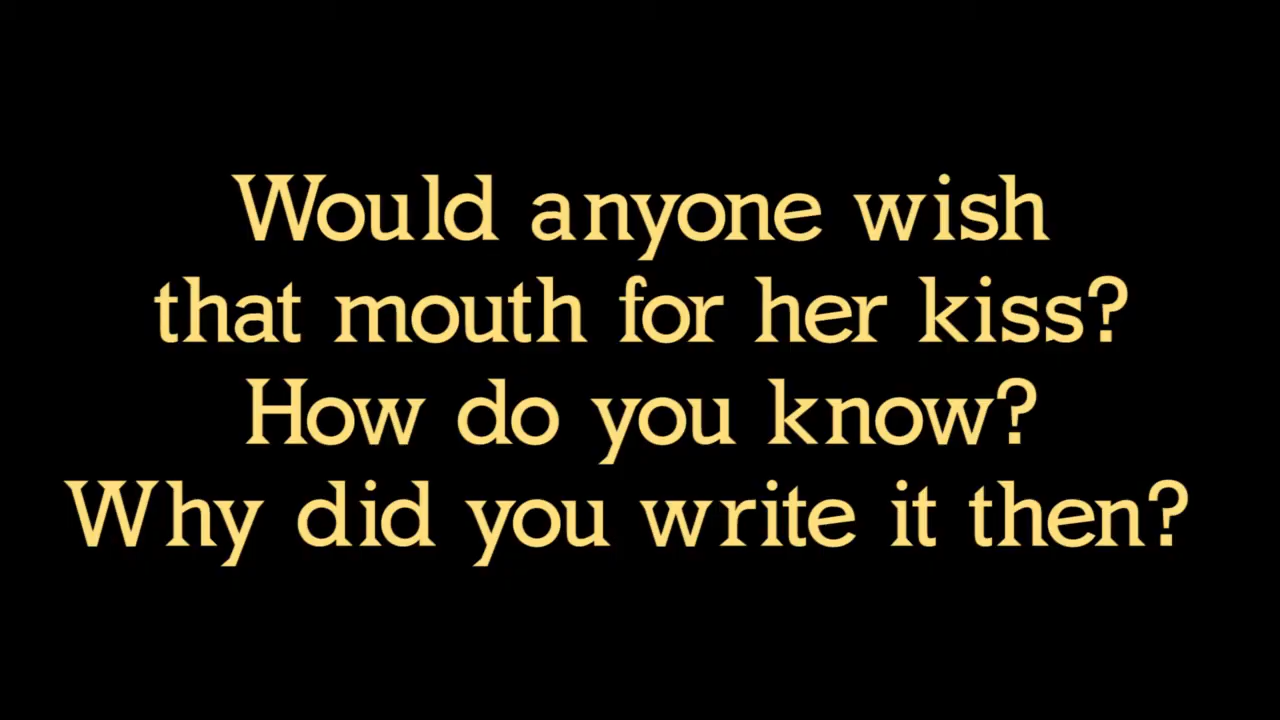 Would anyone wish
that mouth for her kiss?
How do you know?
Why did you write it then?